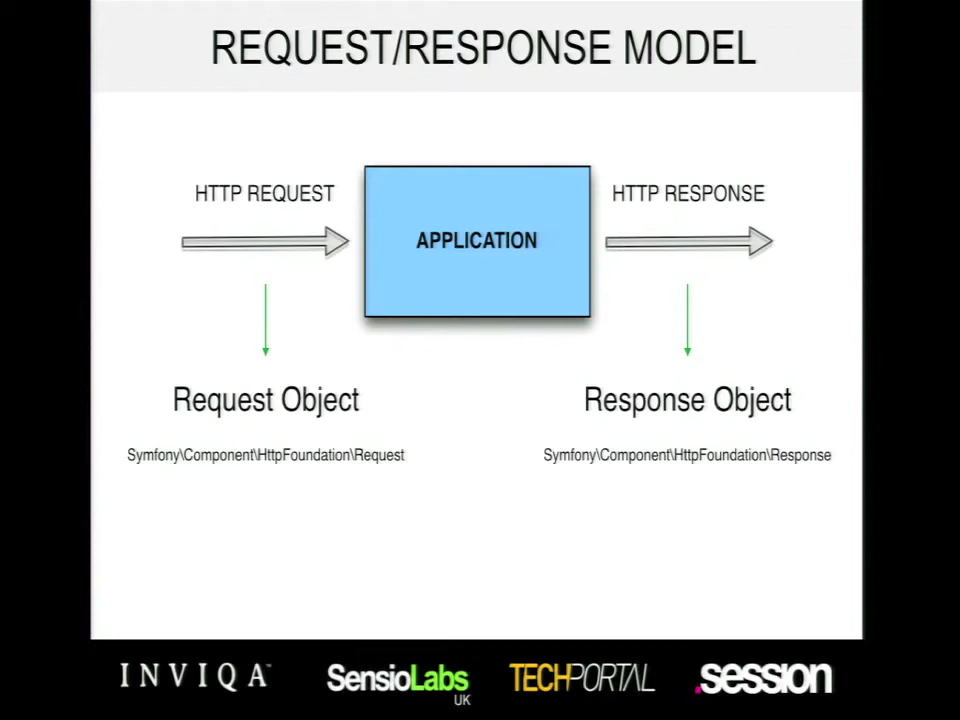 REQUEST/RESPONSE MODEL
HTTP REQUEST
APPLICATION
HTTP RESPONSE
Request Object
Response Object
Symfony\Component\HttpFoundation\Request
Symfony\Component\HttpFoundation\Response
INVIQA™
SensioLabs
UK
TECHPORTAL
.session